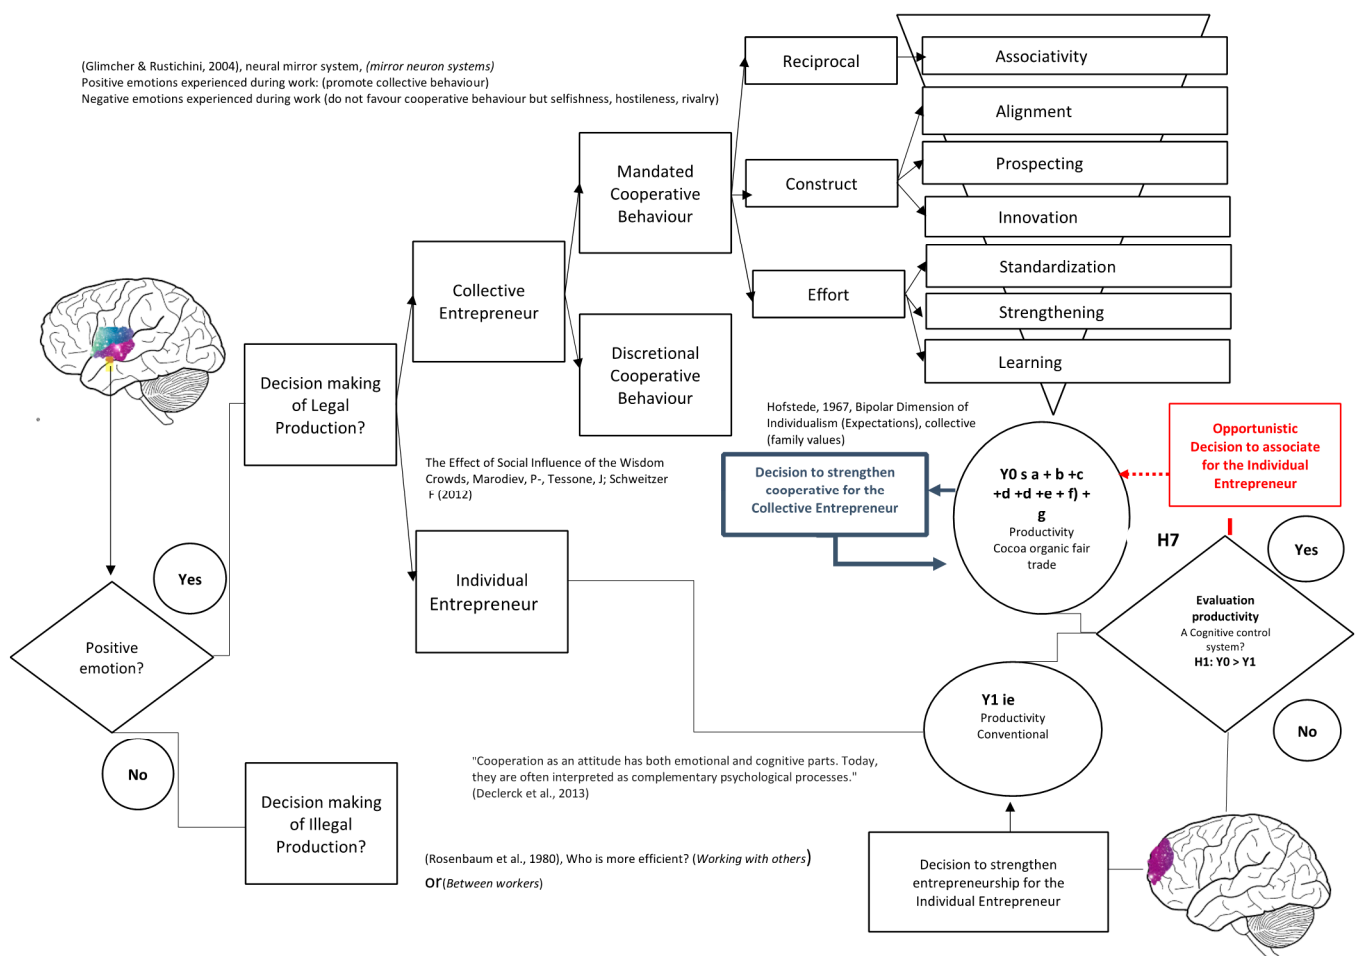 (Glimcher & Rustichini, 2004), neural mirror system, (mirror neuron systems)
Positive emotions experienced during work: (promote collective behaviour)
Negative emotions experienced during work (do not favour cooperative behaviour but selfishness, hostileness, rivalry)
Reciprocal
Associativity
Alignment
Mandated
Cooperative
Behaviour
Construct
Prospecting
Innovation
Collective
Entrepreneur
Effort
Standardization
Strengthening
Learning
Discretional
Cooperative
Behaviour
Decision making
of Legal
Production?
Hofstede, 1967, Bipolar Dimension of
Individualism (Expectations), collective
(family values)
Opportunistic
Decision to associate
for the Individual
Entrepreneur
The Effect of Social Influence of the Wisdom
Crowds, Marodiev, P-, Tessone, J; Schweitzer
F (2012)
Decision to strengthen
cooperative for the
Collective Entrepreneur
Y0 s a + b +c
+d +d +e + f) +
g
Productivity
Cocoa organic fair
trade
H7
Yes
Yes
Individual
Entrepreneur
Positive
emotion?
Evaluation
productivity
A Cognitive control
system?
H1: Y0 > Y1
Y1 ie
Productivity
Conventional
No
No
"Cooperation as an attitude has both emotional and cognitive parts. Today,
they are often interpreted as complementary psychological processes."
(Declerck et al., 2013)
Decision making
of Illegal
Production?
(Rosenbaum et al., 1980), Who is more efficient? (Working with others)
or(Between workers)
Decision to strengthen
entrepreneurship for the
Individual Entrepreneur